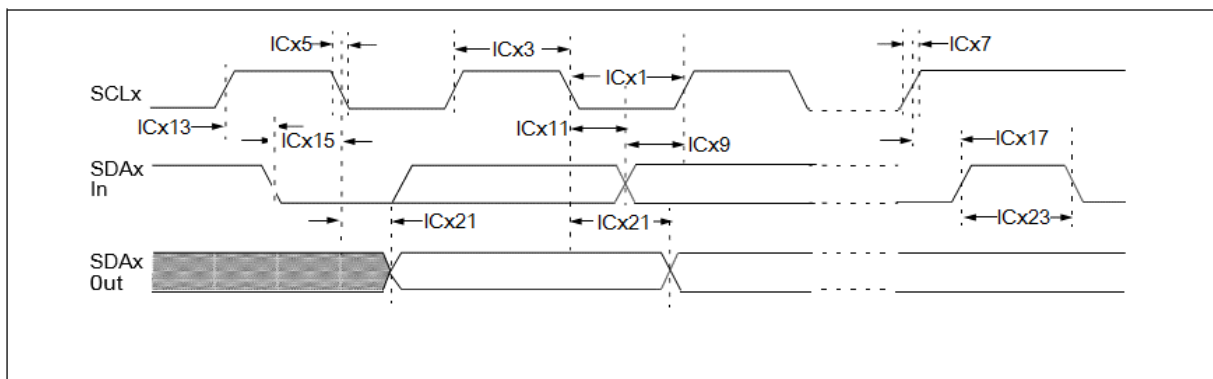 ICx5
ICx3
ICx7
ICx1
SCLx
ICx13
ICx15
ICx11
ICx9
ICx17
SDAx
In
ICx21
ICx21
ICx23
SDAx
Out